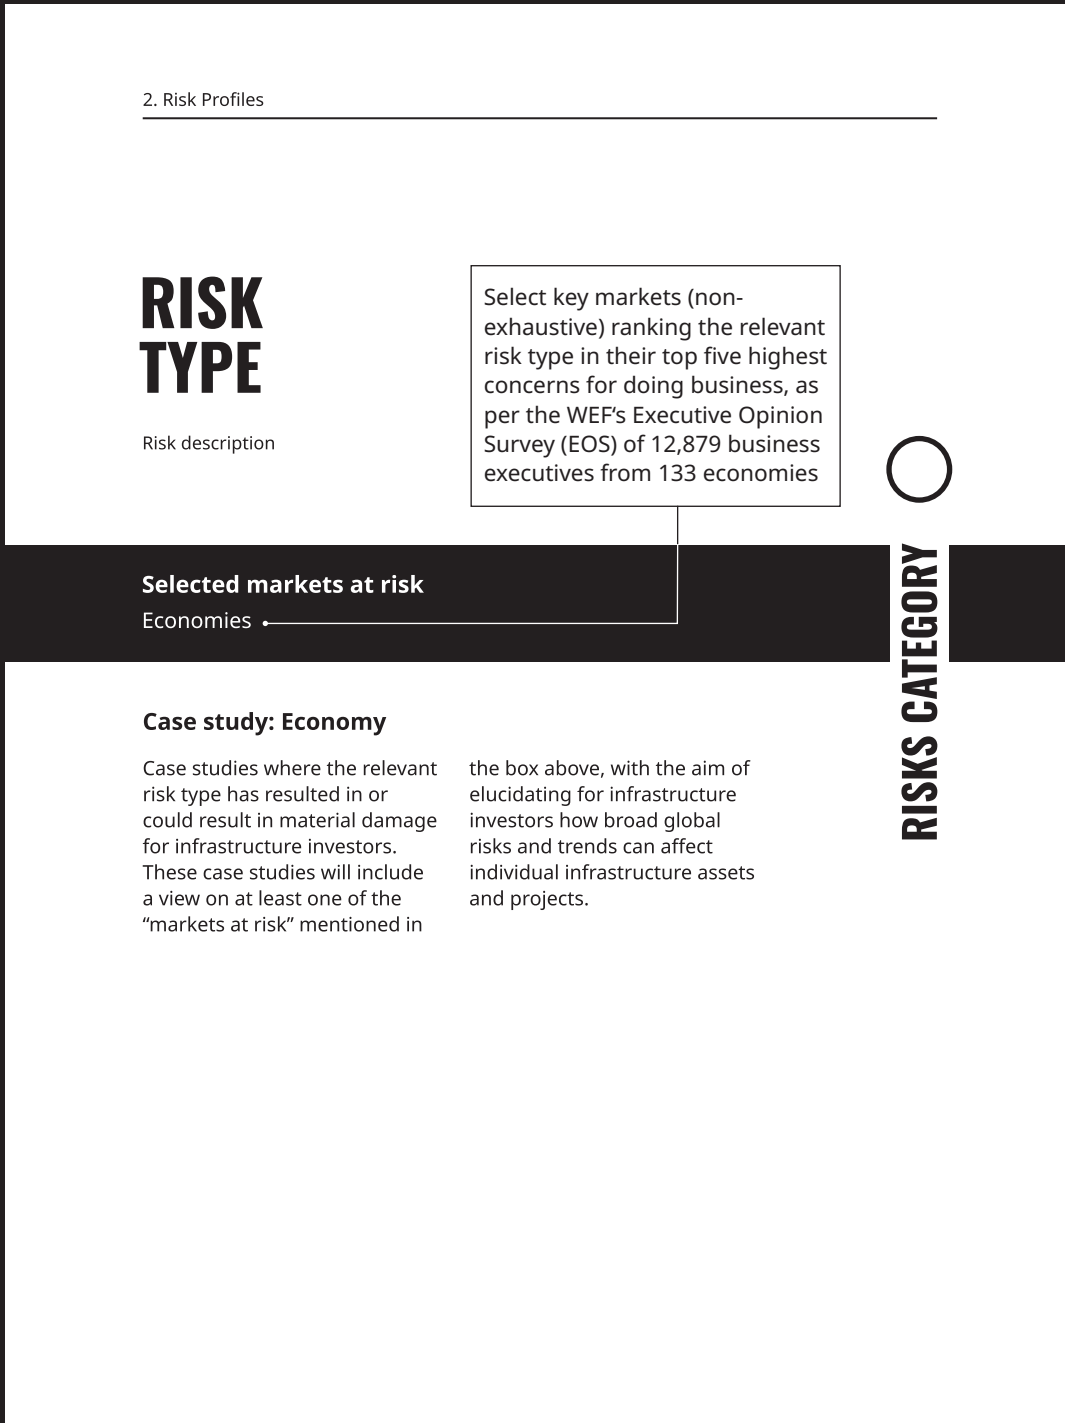 2. Risk Profiles
RISK
TYPE
Risk description
Select key markets (non-
exhaustive) ranking the relevant
risk type in their top five highest
concerns for doing business, as
per the WEF‘s Executive Opinion
Survey (EOS) of 12,879 business
executives from 133 economies
Selected markets at risk
Economies
RISKS CATEGORY
Case study: Economy
Case studies where the relevant
risk type has resulted in or
could result in material damage
for infrastructure investors.
These case studies will include
a view on at least one of the
“markets at risk” mentioned in
the box above, with the aim of
elucidating for infrastructure
investors how broad global
risks and trends can affect
individual infrastructure assets
and projects.